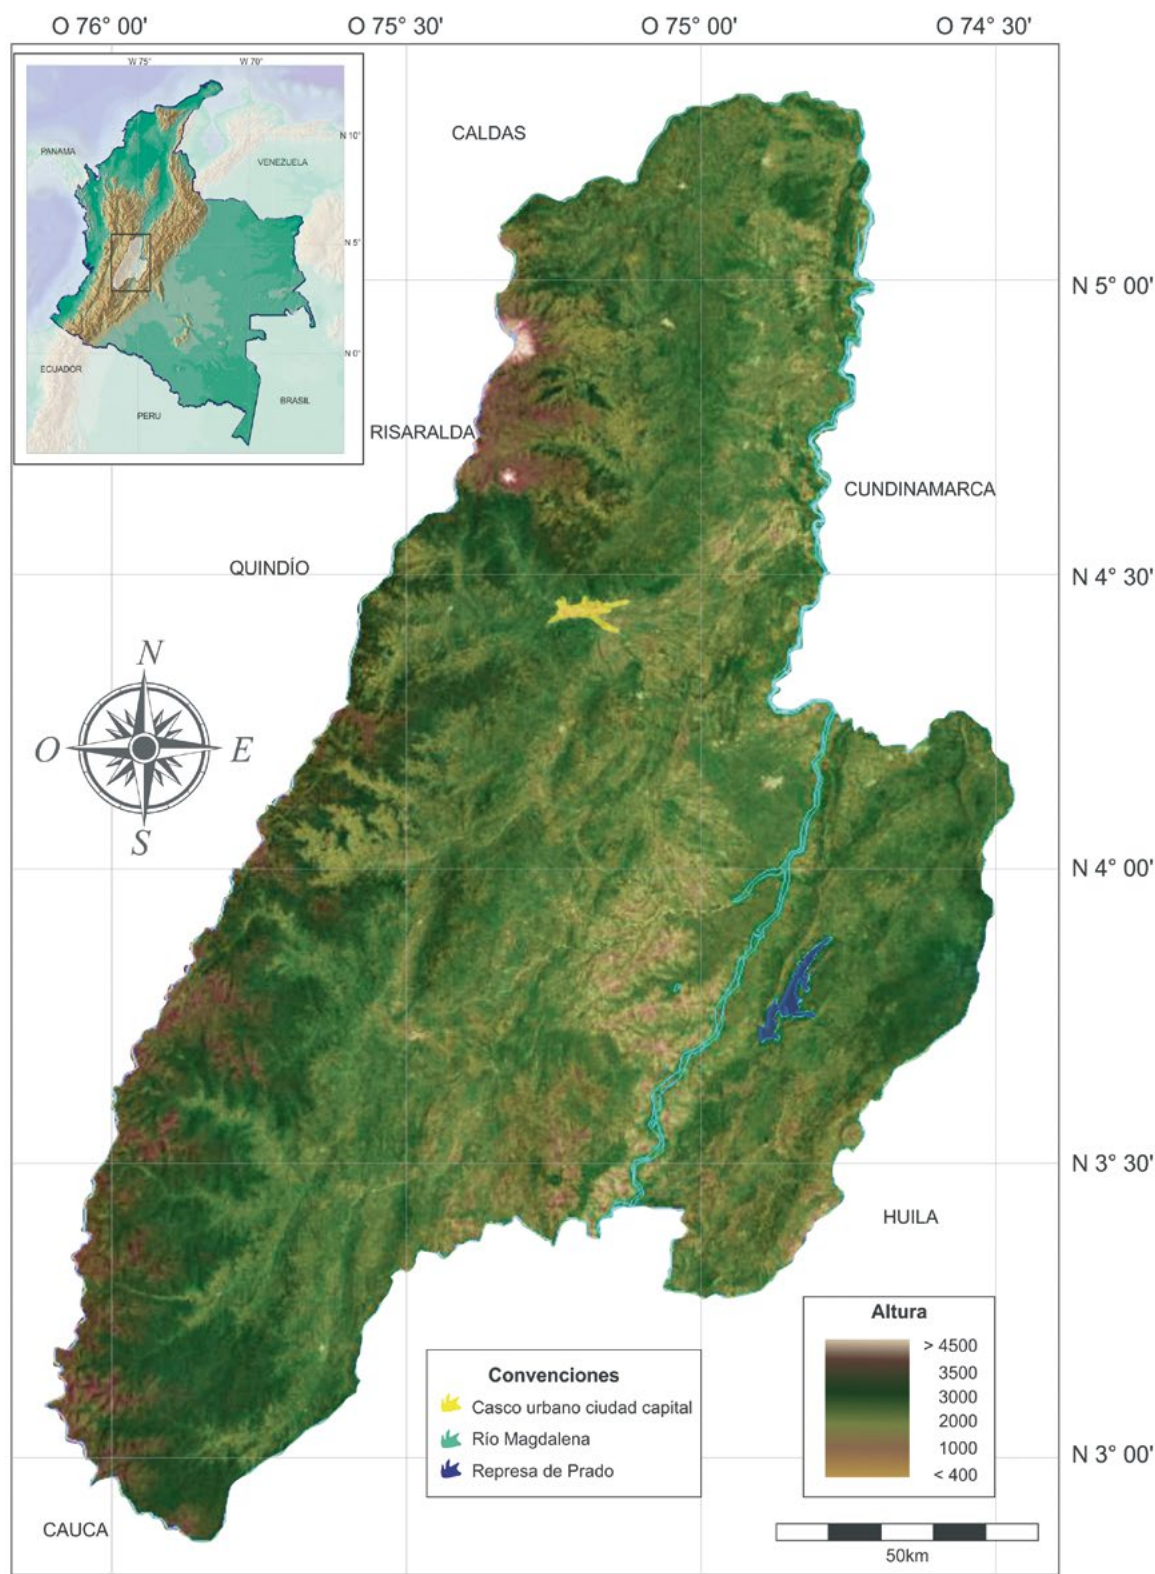 O 76° 00'
O 75° 30'
O 75° 00'
O 74° 30'
W 75°
W 70°
N 10°
PANAMA
VENEZUELA
N 5°
N 0°
ECUADOR
BRASIL
PERU
CALDAS
N 5° 00'
RISARALDA
CUNDINAMARCA
QUINDÍO
N 4° 30'
N
O
E
S
N 4° 00'
N 3° 30'
HUILA
Altura
> 4500
3500
3000
2000
1000
< 400
Convenciones
Casco urbano ciudad capital
Río Magdalena
Represa de Prado
N 3° 00'
CAUCA
50km